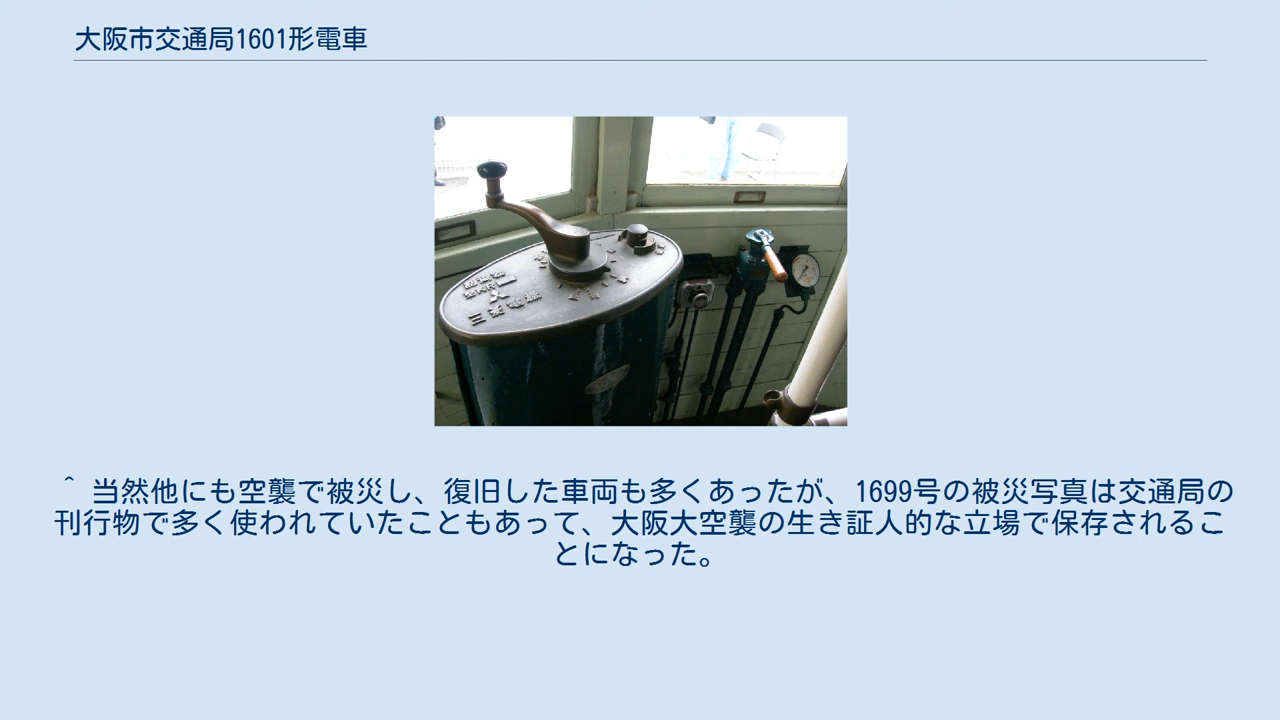 大阪市交通局1601形電車
三菱電機
^ 当然他にも空襲で被災し、復旧した車両も多くあったが、1699号の被災写真は交通局の
刊行物で多く使われていたこともあって、大阪大空襲の生き証人的な立場で保存されるこ
とになった。